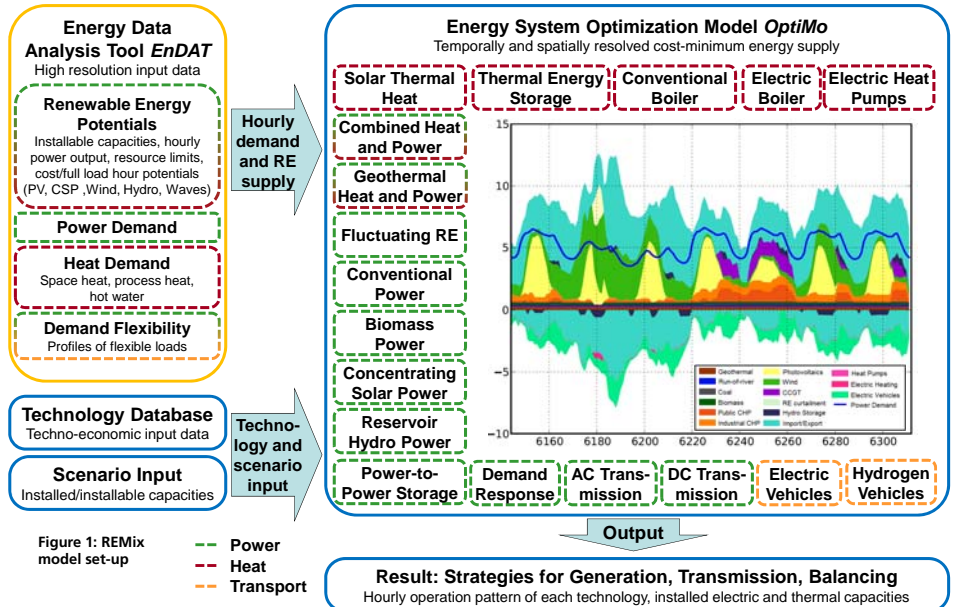 Energy Data
Analysis Tool EnDAT
High resolution input data
Renewable Energy
Potentials
Installable capacities, hourly
power output, resource limits,
cost/full load hour potentials
(PV, CSP ,Wind, Hydro, Waves)
Power Demand
Heat Demand
Space heat, process heat,
hot water
Demand Flexibility
Profiles of flexible loads
Technology Database
Techno-economic input data
Scenario Input
Installed/installable capacities
Hourly
demand
and RE
supply
Techno-
logy and
scenario
input
Energy System Optimization Model OptiMo
Temporally and spatially resolved cost-minimum energy supply
Solar Thermal
Heat
Thermal Energy
Storage
Conventional
Boiler
Electric
Boiler
Electric Heat
Pumps
Combined Heat
and Power
Geothermal
Heat and Power
Fluctuating RE
Conventional
Power
Biomass
Power
Concentrating
Solar Power
Reservoir
Hydro Power
Power-to-
Power Storage
Demand
Response
AC Trans-
mission
DC Trans-
mission
Electric
Vehicles
Hydrogen
Vehicles
15
10
5
0
−5
−10
6160 6180 6200 6220 6240 6260 6280 6300
Geothermal
Run-of-river
Coal
Biomass
Public CHP
Industrial CHP
Photovoltaics
Wind
CCGT
RE curtailment
Hydro Storage
Import/Export
Heat Pumps
Electric Heating
Electric Vehicles
Power Demand
Output
Result: Strategies for Generation, Transmission, Balancing
Hourly operation pattern of each technology, installed electric and thermal capacities
Figure 1: REMix
model set-up
Power
Heat
Transport